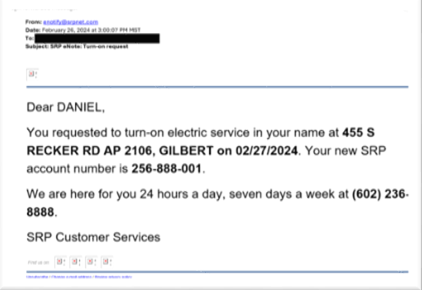 From: enotify@srpnet.com
Date: February 26, 2024 at 3:00:07 PM MST
To:
Subject: SRP eNote: Turn-on request
Dear DANIEL,
You requested to turn-on electric service in your name at 455 S
RECKER RD AP 2106, GILBERT on 02/27/2024. Your new SRP
account number is 256-888-001.
We are here for you 24 hours a day, seven days a week at (602) 236-
8888.
SRP Customer Services